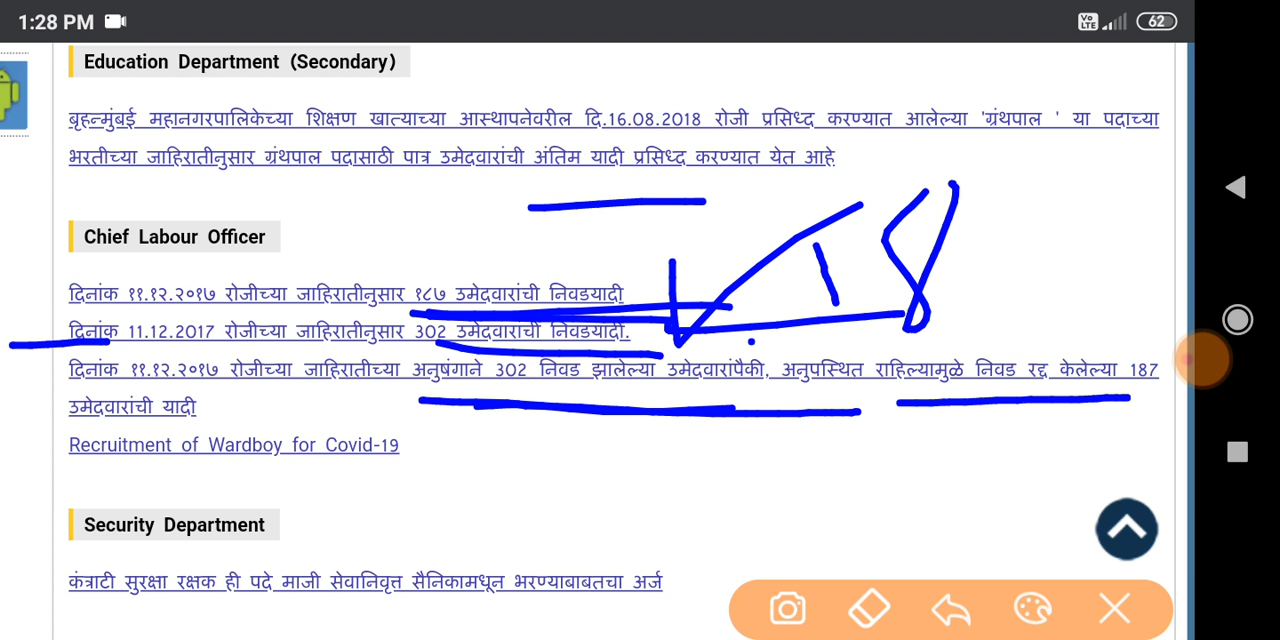 1:28 PM
Vo LTE 62
Education Department (Secondary)
बृहन्मुंबई महानगरपालिकेच्या शिक्षण खात्याच्या आस्थापनेवरील दि.16.08.2018 रोजी प्रसिध्द करण्यात आलेल्या 'ग्रंथपाल ' या पदाच्या
भरतीच्या जाहिरातीनुसार ग्रंथपाल पदासाठी पात्र उमेदवारांची अंतिम यादी प्रसिध्द करण्यात येत आहे
Chief Labour Officer
18
दिनांक ११.१२.२०१७ रोजीच्या जाहिरातीनुसार १८७ उमेदवारांची निवडयादी
दिनांक 11.12.2017 रोजीच्या जाहिरातीनुसार 302 उमेदवाराची निवडयादी.
दिनांक ११.१२.२०१७ रोजीच्या जाहिरातीच्या अनुषंगाने 302 निवड झालेल्या उमेदवारांपैकी, अनुपस्थित राहिल्यामुळे निवड रद्द केलेल्या 187
उमेदवारांची यादी
Recruitment of Wardboy for Covid-19
Security Department
कंत्राटी सुरक्षा रक्षक ही पदे माजी सेवानिवृत्त सैनिकामधून भरण्याबाबतचा अर्ज